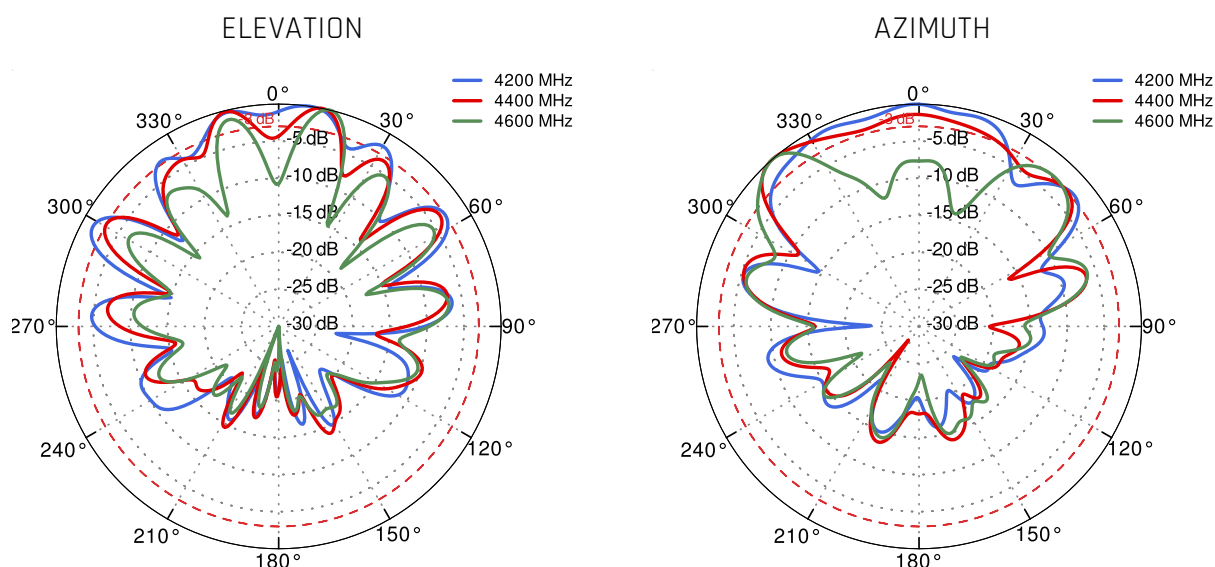 ELEVATION
4200 MHz
4400 MHz
4600 MHz
0°
30°
60°
90°
120°
150°
180°
210°
240°
270°
300°
330°
-3 dB
-5 dB
-10 dB
-15 dB
-20 dB
-25 dB
-30 dB
AZIMUTH
4200 MHz
4400 MHz
4600 MHz
0°
30°
60°
90°
120°
150°
180°
210°
240°
270°
300°
330°
-3 dB
-5 dB
-10 dB
-15 dB
-20 dB
-25 dB
-30 dB